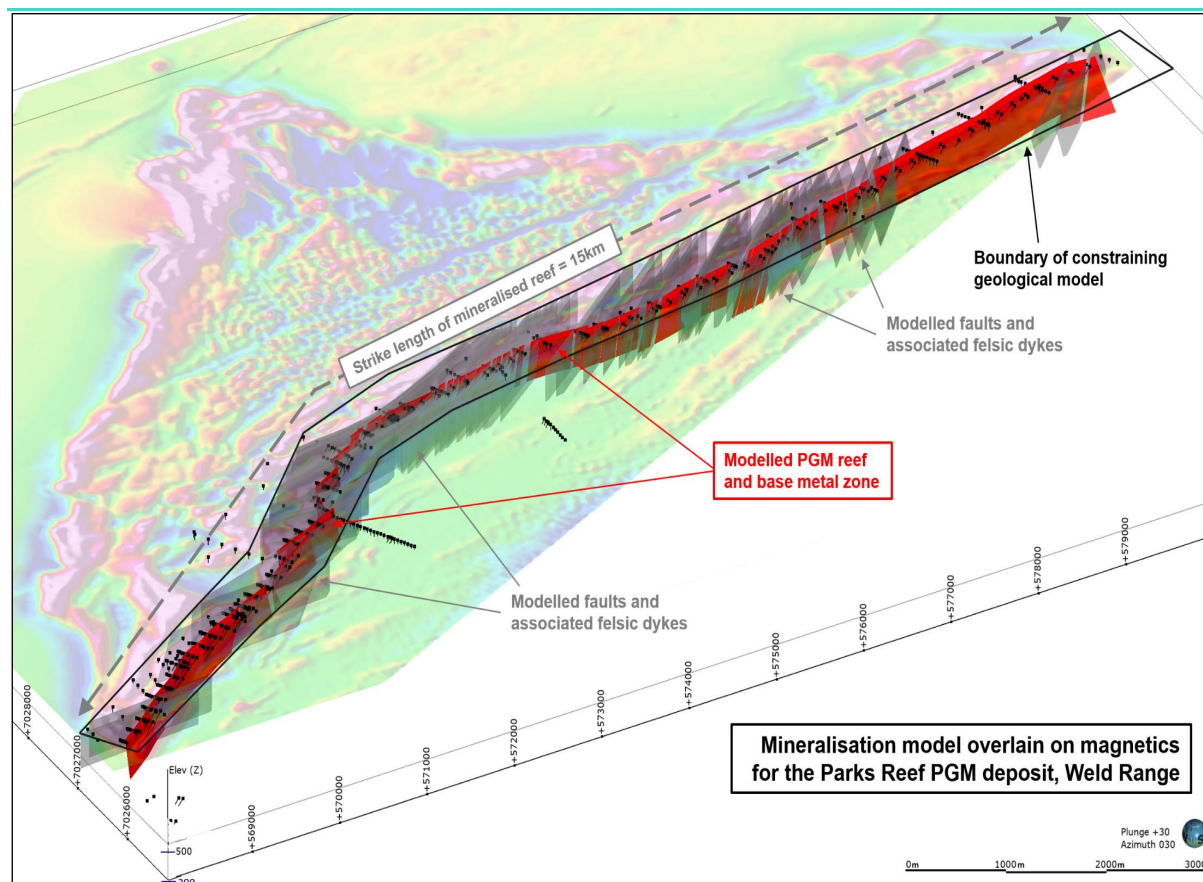 Strike length of mineralised reef = 15km
Boundary of constraining
geological model
Modelled faults and
associated felsic dykes
Modelled PGM reef
and base metal zone
Modelled faults and
associated felsic dykes
+579000
+578000
+577000
+576000
+575000
+574000
+573000
+572000
+571000
+570000
+569000
+7028000
+7027000
+7026000
Elev (Z)
500
Mineralisation model overlain on magnetics
for the Parks Reef PGM deposit, Weld Range
Plunge +30
Azimuth 030
0m 1000m 2000m 3000